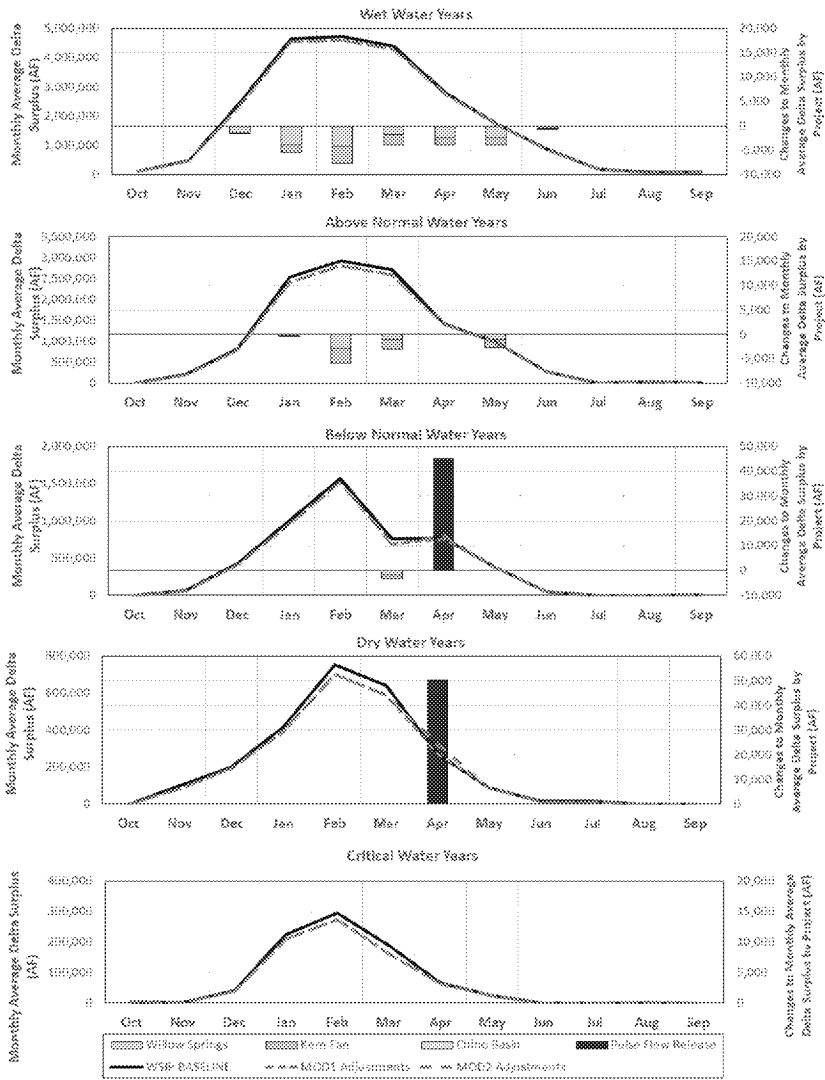 Wet Water Years
Monthly Average Delta Surplus (AF)
5,000,000
4,000,000
3,000,000
2,000,000
1,000,000
0
20,000
15,000
10,000
5,000
0
-5,000
-10,000
Changes to Monthly Average Delta Surplus by Project (AF)
Oct Nov Dec Jan Feb Mar Apr May Jun Jul Aug Sep
Above Normal Water Years
Monthly Average Delta Surplus (AF)
3,500,000
3,000,000
2,500,000
2,000,000
1,500,000
1,000,000
500,000
0
20,000
15,000
10,000
5,000
0
-5,000
-10,000
Changes to Monthly Average Delta Surplus by Project (AF)
Oct Nov Dec Jan Feb Mar Apr May Jun Jul Aug Sep
Below Normal Water Years
Monthly Average Delta Surplus (AF)
2,000,000
1,500,000
1,000,000
500,000
0
50,000
40,000
30,000
20,000
10,000
0
-10,000
Changes to Monthly Average Delta Surplus by Project (AF)
Oct Nov Dec Jan Feb Mar Apr May Jun Jul Aug Sep
Dry Water Years
Monthly Average Delta Surplus (AF)
800,000
600,000
400,000
200,000
0
60,000
50,000
40,000
30,000
20,000
10,000
0
Changes to Monthly Average Delta Surplus by Project (AF)
Oct Nov Dec Jan Feb Mar Apr May Jun Jul Aug Sep
Critical Water Years
Monthly Average Delta Surplus (AF)
400,000
300,000
200,000
100,000
0
20,000
15,000
10,000
5,000
0
Changes to Monthly Average Delta Surplus by Project (AF)
Oct Nov Dec Jan Feb Mar Apr May Jun Jul Aug Sep
Willow Springs Kern Fan Chino Basin Pulse Flow Release
WSIP BASELINE MOD1 Adjustments MOD2 Adjustments